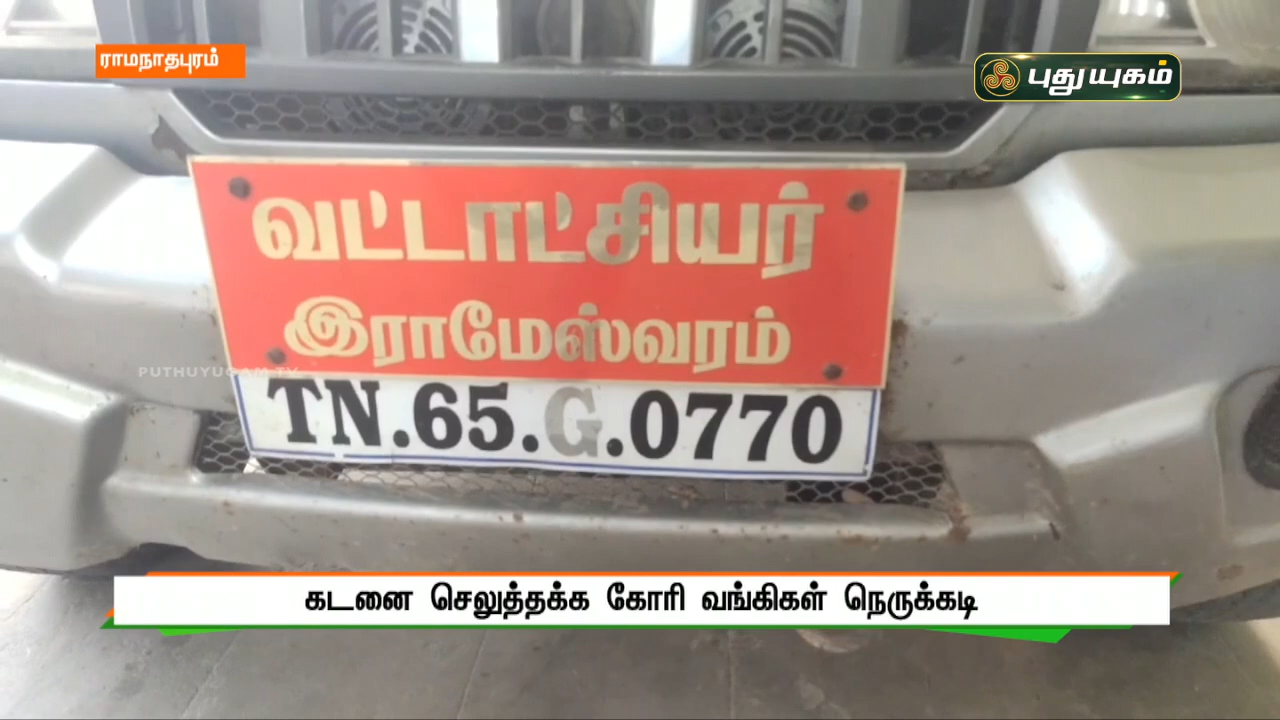 ராமநாதபுரம்
புதுயுகம்
வட்டாட்சியர்
இராமேஸ்வரம்
PUTHUYUGAM TV
TN.65.G.0770
கடனை செலுத்தக்க கோரி வங்கிகள் நெருக்கடி